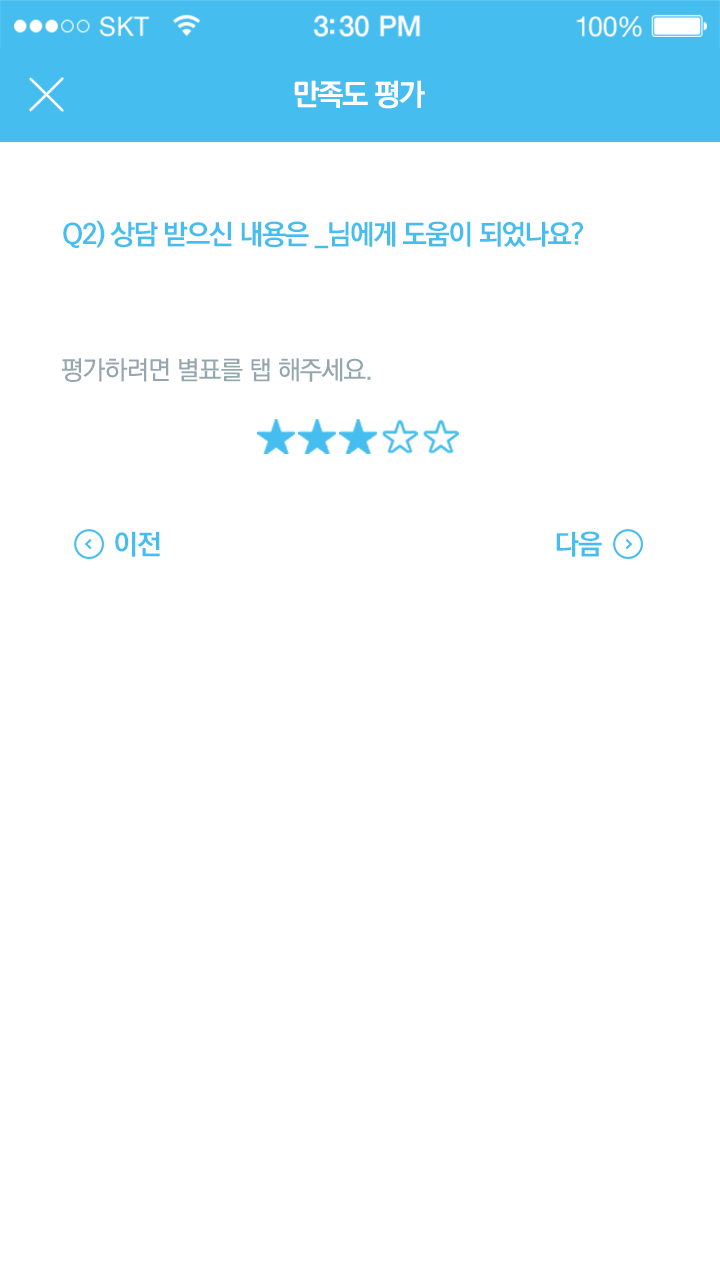 SKT 3:30 PM 100%
만족도 평가
Q2) 상담 받으신 내용은 _님에게 도움이 되었나요?
평가하려면 별표를 탭 해주세요.
이전 다음